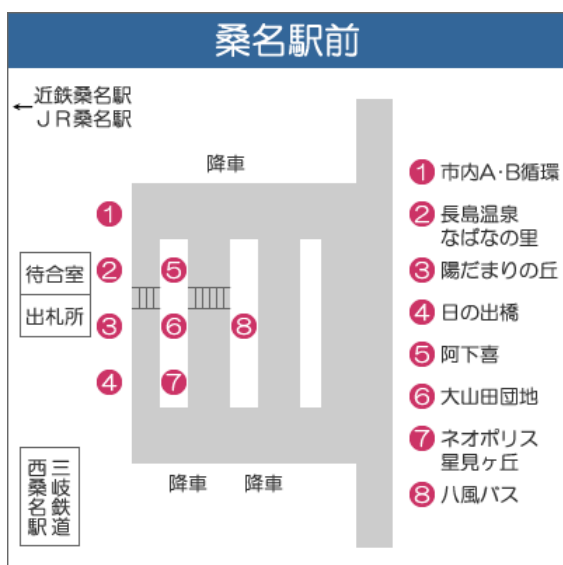 桑名駅前
←近鉄桑名駅
JR桑名駅
降車
①
②
③
④
⑤
⑥
⑦
⑧
待合室
出札所
三岐鉄道
西桑名駅
降車
降車
①市内A・B循環
②長島温泉
なばなの里
③陽だまりの丘
④日の出橋
⑤阿下喜
⑥大山田団地
⑦ネオポリス
星見ヶ丘
⑧八風バス